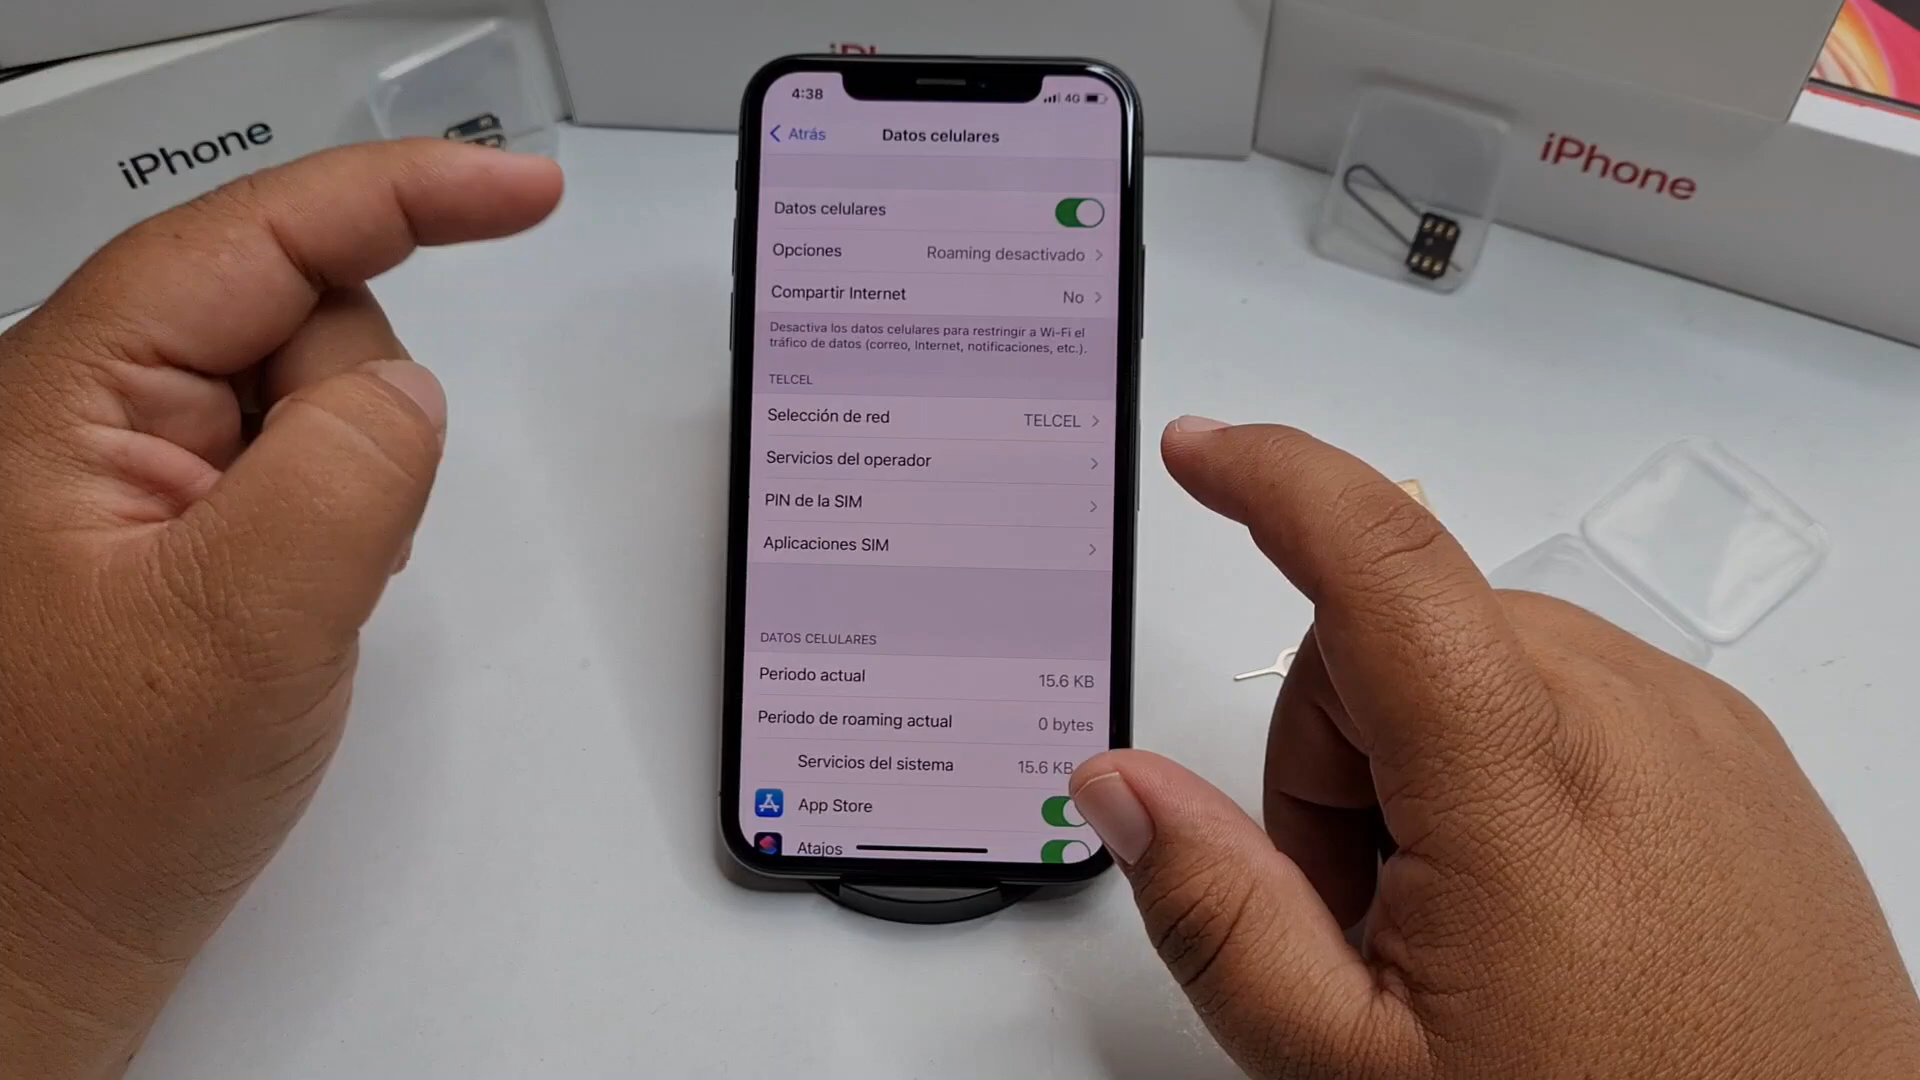 iPhone
iPhone
4:38
4G
Atrás
Datos celulares
Datos celulares
Opciones
Roaming desactivado
Compartir Internet
No
Desactiva los datos celulares para restringir a Wi-Fi el
tráfico de datos (correo, Internet, notificaciones, etc.).
TELCEL
Selección de red
TELCEL
Servicios del operador
PIN de la SIM
Aplicaciones SIM
DATOS CELULARES
Periodo actual
15.6 KB
Periodo de roaming actual
0 bytes
Servicios del sistema
15.6 KB
App Store
Atajos